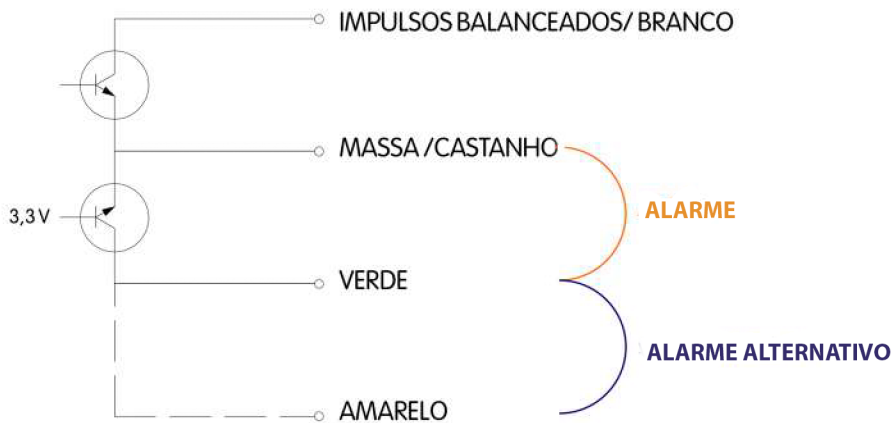 IMPULSOS BALANCEADOS/ BRANCO
MASSA /CASTANHO
ALARME
3,3 V
VERDE
ALARME ALTERNATIVO
AMARELO